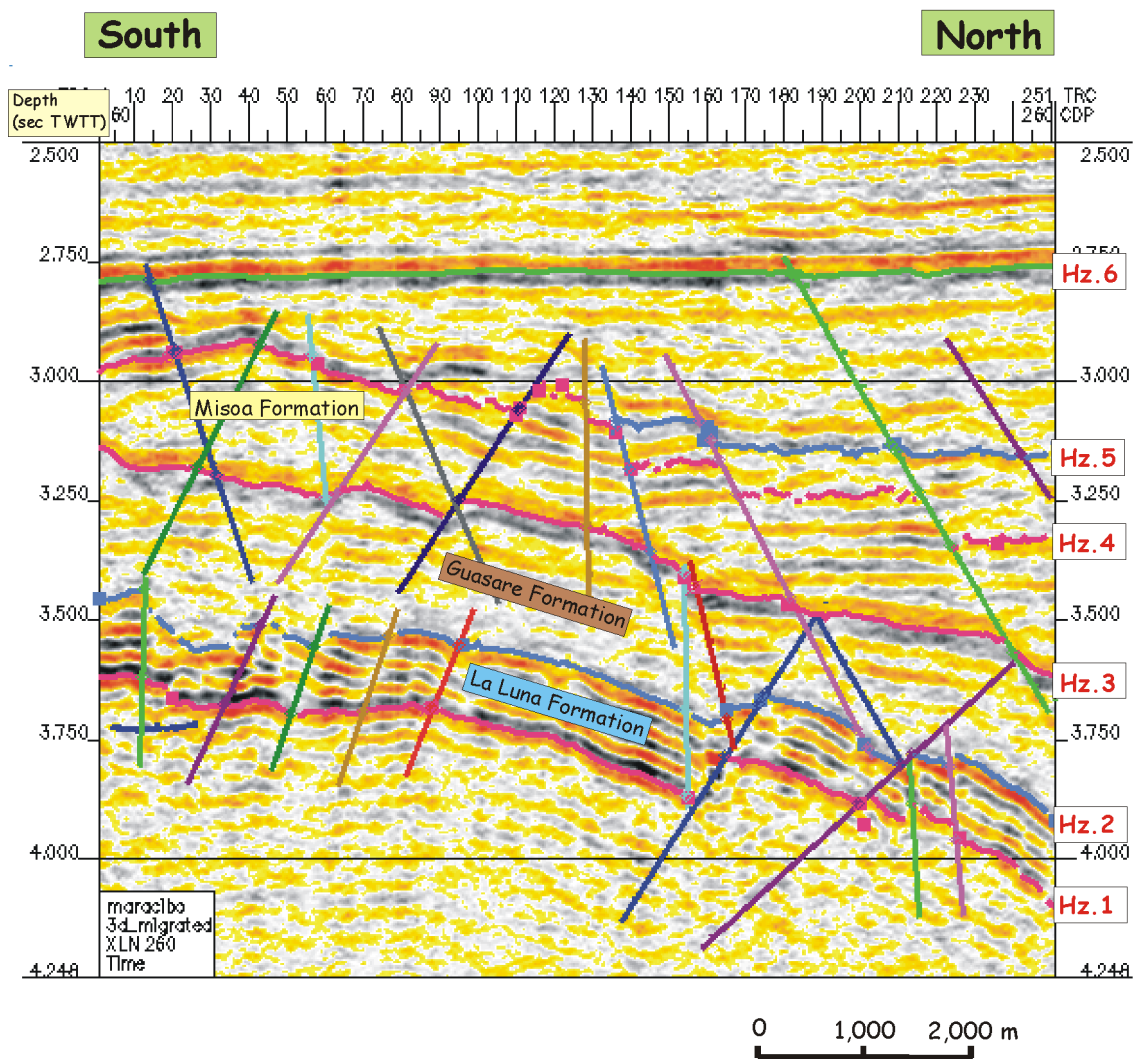 South
North
Depth
(sec TWTT)
10 20 30 40 50 60 70 80 90 100 110 120 130 140 150 160 170 180 190 200 210 220 230 251 TRC
60 260 CDP
2.500 2.500
2.750 2.750
Hz.6
3.000 3.000
Misoa Formation
Hz.5
3.250 3.250
Hz.4
Guasare Formation
3.500 3.500
Hz.3
La Luna Formation
3.750 3.750
Hz.2
4.000 4.000
Hz.1
maracibo
3d_migrated
XLN 260
Time
4.248 4.248
0 1,000 2,000 m